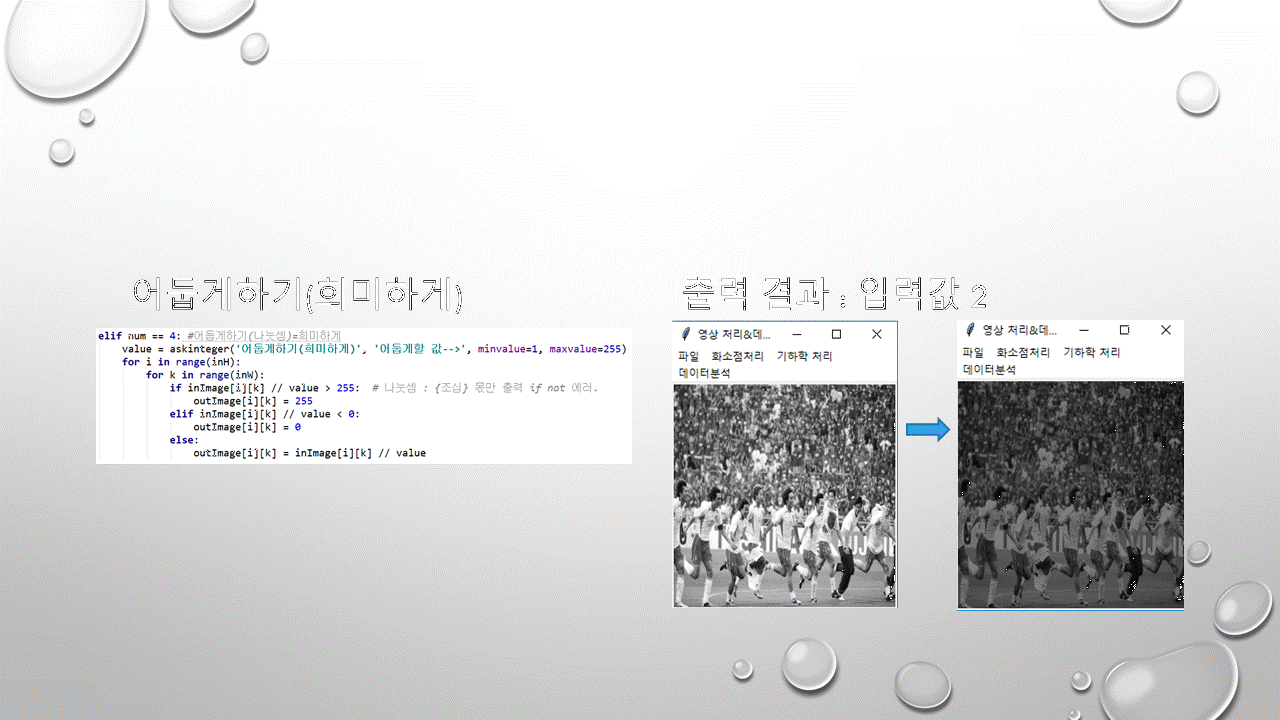 어둡게하기(희미하게)
elif num == 4: #어둡게하기(나눗셈)=희미하게
value = askinteger('어둡게하기(희미하게)', '어둡게할 값-->', minvalue=1, maxvalue=255)
for i in range(inH):
for k in range(inW):
if inImage[i][k] // value > 255: # 나눗셈 : {조심} 몫만 출력 if not 에러.
outImage[i][k] = 255
elif inImage[i][k] // value < 0:
outImage[i][k] = 0
else:
outImage[i][k] = inImage[i][k] // value
출력 결과 : 입력값 2
영상 처리&데...
파일 화소점처리 기하학 처리
데이터분석
영상 처리&데...
파일 화소점처리 기하학 처리
데이터분석